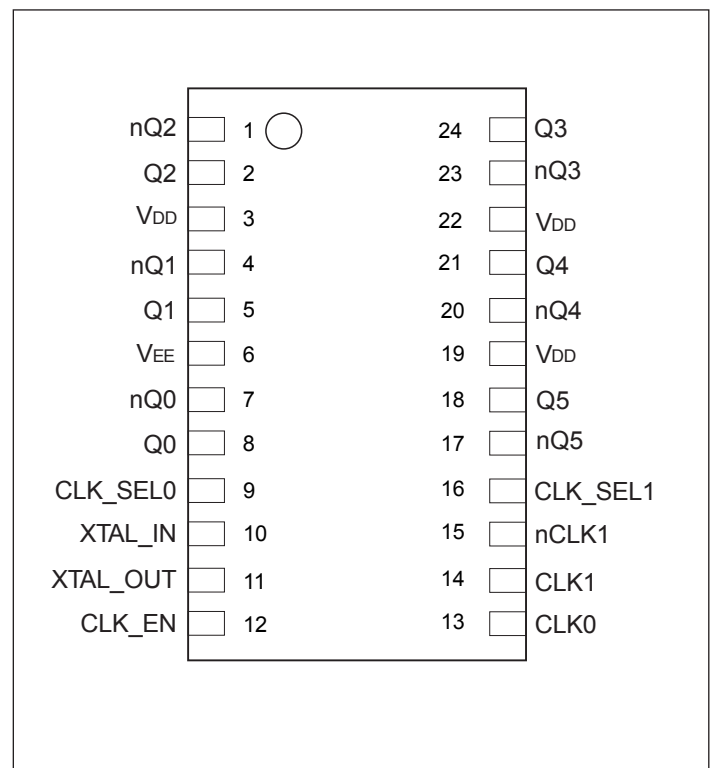 nQ2 1 24 Q3
Q2 2 23 nQ3
VDD 3 22 VDD
nQ1 4 21 Q4
Q1 5 20 nQ4
VEE 6 19 VDD
nQ0 7 18 Q5
Q0 8 17 nQ5
CLK_SEL0 9 16 CLK_SEL1
XTAL_IN 10 15 nCLK1
XTAL_OUT 11 14 CLK1
CLK_EN 12 13 CLK0